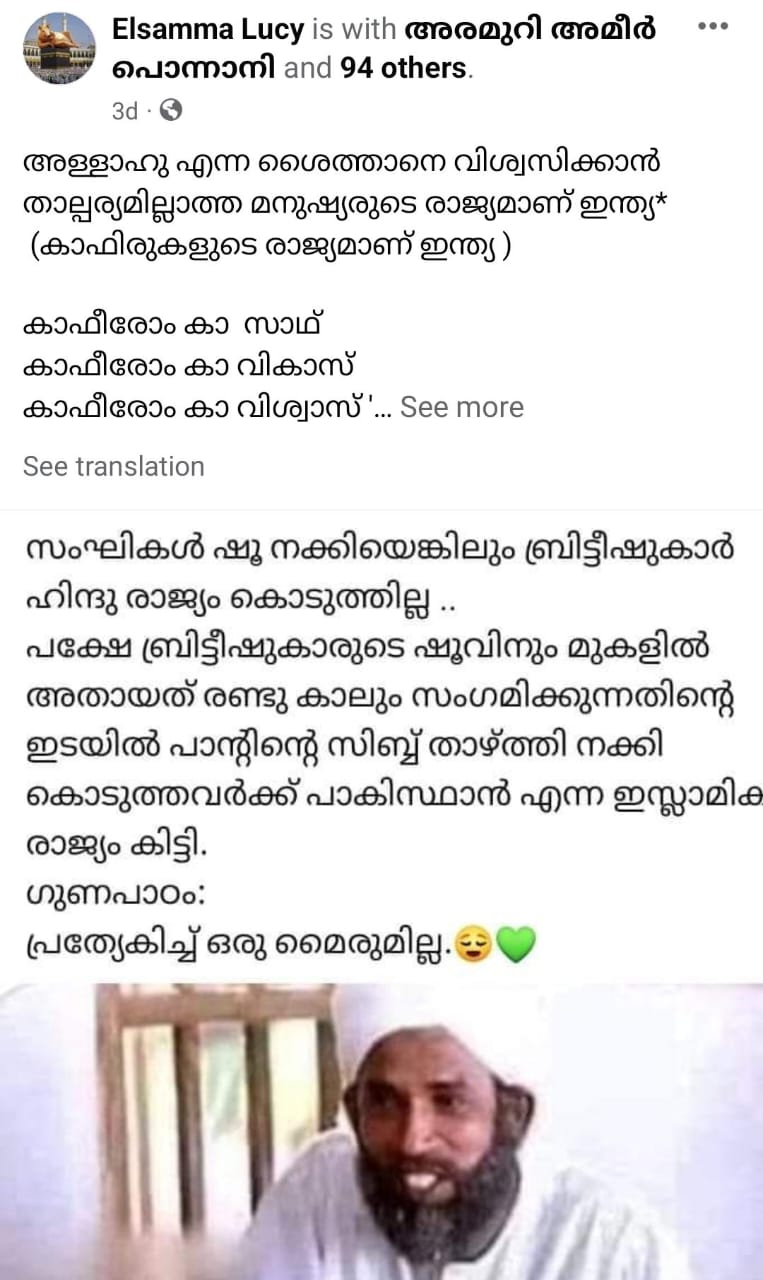 Elsamma Lucy is with അരമുറി അമീർ
പൊന്നാനി and 94 others.
3d ·
അള്ളാഹു എന്ന ശൈത്താനെ വിശ്വസിക്കാൻ
താല്പര്യമില്ലാത്ത മനുഷ്യരുടെ രാജ്യമാണ് ഇന്ത്യ*
(കാഫിരുകളുടെ രാജ്യമാണ് ഇന്ത്യ )
കാഫീരോം കാ സാഥ്
കാഫീരോം കാ വികാസ്
കാഫീരോം കാ വിശ്വാസ് '... See more
See translation
സംഘികൾ ഷൂ നക്കിയെങ്കിലും ബ്രിട്ടീഷുകാർ
ഹിന്ദു രാജ്യം കൊടുത്തില്ല ..
പക്ഷേ ബ്രിട്ടീഷുകാരുടെ ഷൂവിനും മുകളിൽ
അതായത് രണ്ടു കാലും സംഗമിക്കുന്നതിന്റെ
ഇടയിൽ പാന്റിന്റെ സിബ്ബ് താഴ്ത്തി നക്കി
കൊടുത്തവർക്ക് പാകിസ്ഥാൻ എന്ന ഇസ്ലാമിക
രാജ്യം കിട്ടി.
ഗുണപാഠം:
പ്രത്യേകിച്ച് ഒരു മൈരുമില്ല.😌💚